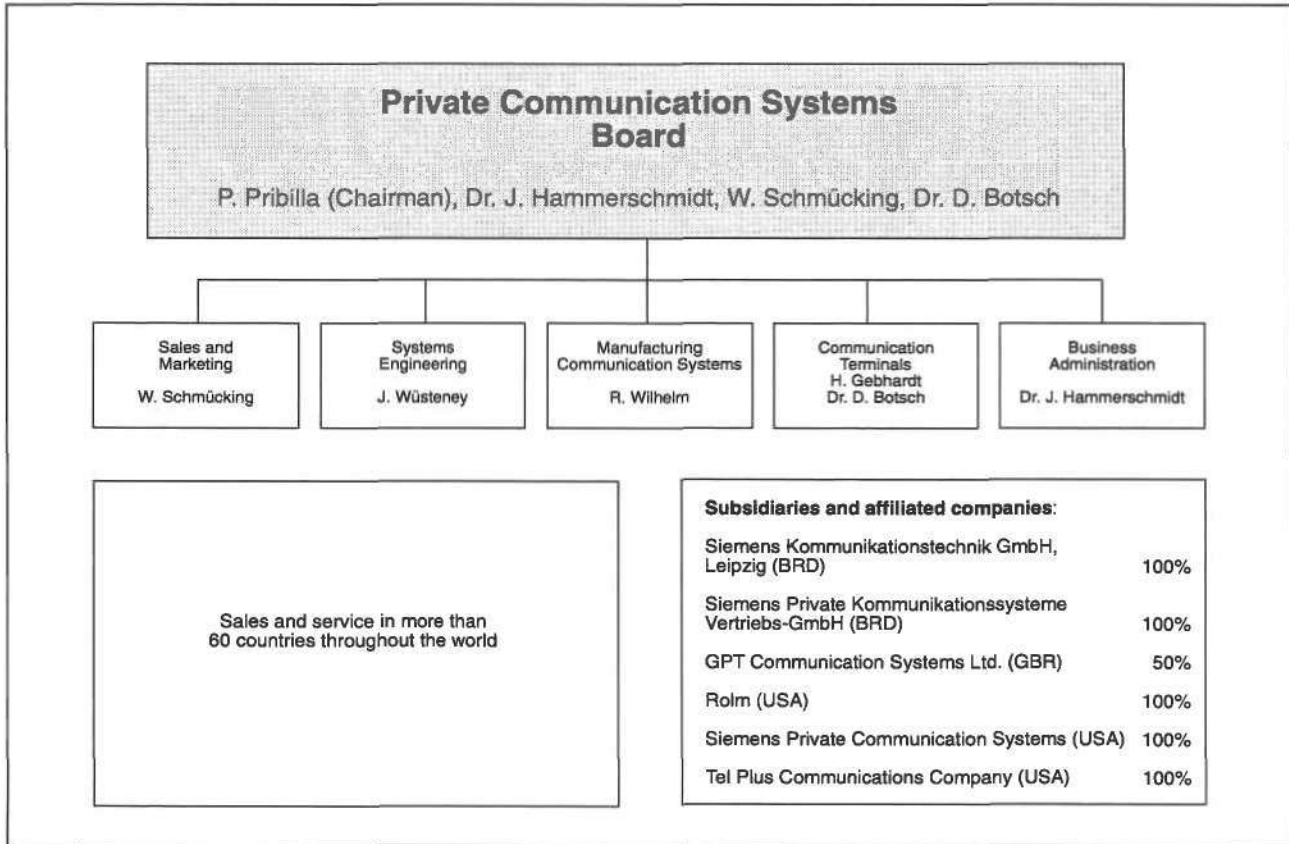 Private Communication Systems
Board
P. Pribilla (Chairman), Dr. J. Hammerschmidt, W. Schmücking, Dr. D. Botsch
Sales and
Marketing
W. Schmücking
Systems
Engineering
J. Wüsteney
Manufacturing
Communication Systems
R. Wilhelm
Communication
Terminals
H. Gebhardt
Dr. D. Botsch
Business
Administration
Dr. J. Hammerschmidt
Sales and service in more than
60 countries throughout the world
Subsidiaries and affiliated companies:
Siemens Kommunikationstechnik GmbH,
Leipzig (BRD) 100%
Siemens Private Kommunikationssysteme
Vertriebs-GmbH (BRD) 100%
GPT Communication Systems Ltd. (GBR) 50%
Rolm (USA) 100%
Siemens Private Communication Systems (USA) 100%
Tel Plus Communications Company (USA) 100%